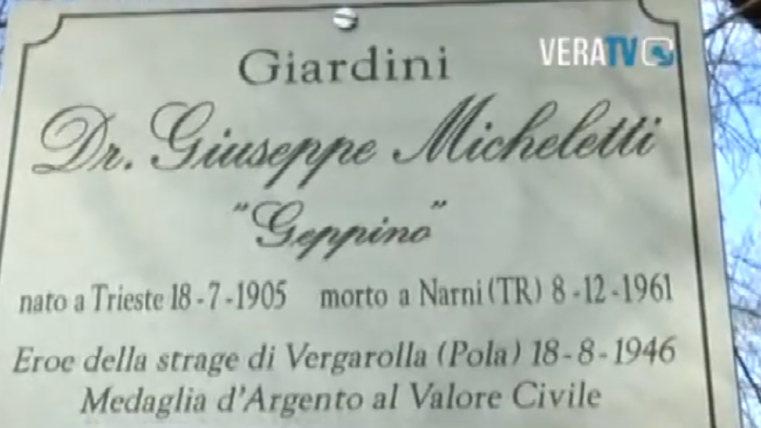 VERATV
Giardini
Dr. Giuseppe Micheletti
"Geppino"
nato a Trieste 18-7-1905 morto a Narni (TR) 8-12-1961
Eroe della strage di Vergarolla (Pola) 18-8-1946
Medaglia d'Argento al Valore Civile